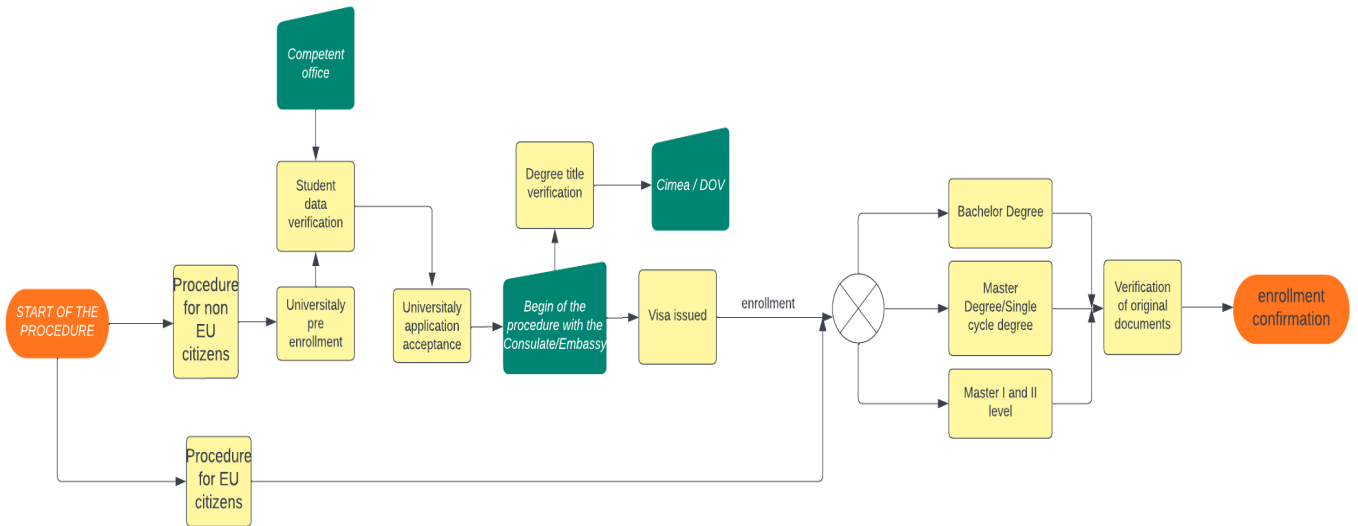 Competent
office
Student
data
verification
Degree title
verification
Cimea / DOV
START OF THE
PROCEDURE
Procedure
for non
EU
citizens
Universitaly
pre
enrollment
Universitaly
application
acceptance
Begin of the
procedure with the
Consulate/Embassy
Visa issued
enrollment
Bachelor Degree
Master
Degree/Single
cycle degree
Master I and II
level
Verification
of original
documents
enrollment
confirmation
Procedure
for EU
citizens